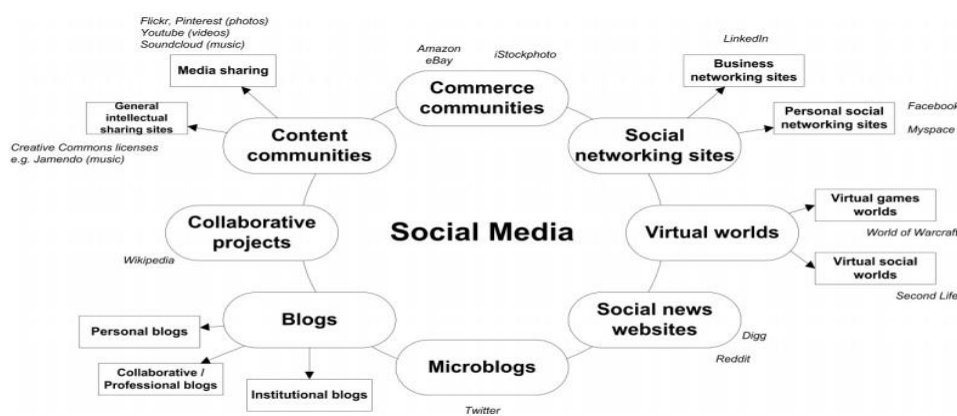 Flickr, Pinterest (photos)
Youtube (videos)
Soundcloud (music)
Media sharing
General
intellectual
sharing sites
Creative Commons licenses
e.g. Jamendo (music)
Content
communities
Amazon
eBay
iStockphoto
Commerce
communities
LinkedIn
Business
networking sites
Personal social
networking sites
Facebook
Myspace
Social
networking sites
Collaborative
projects
Wikipedia
Social Media
Virtual worlds
Virtual games
worlds
World of Warcraft
Virtual social
worlds
Second Life
Blogs
Personal blogs
Collaborative /
Professional blogs
Institutional blogs
Microblogs
Twitter
Social news
websites
Digg
Reddit